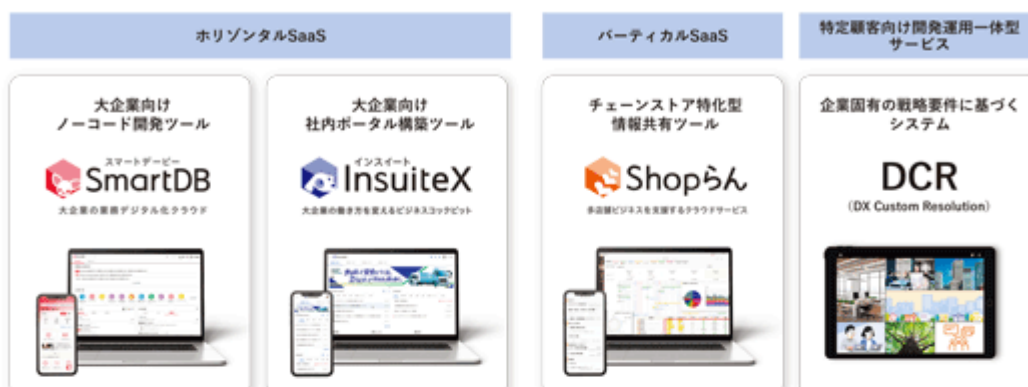 ホリゾンタルSaaS
大企業向け
ノーコード開発ツール
スマートデービー
SmartDB
大企業の業務デジタル化クラウド
大企業向け
社内ポータル構築ツール
インスイート
InsuiteX
大企業の働き方を変えるビジネスコックピット
バーティカルSaaS
チェーンストア特化型
情報共有ツール
Shopらん
多店舗ビジネスを支援するクラウドサービス
特定顧客向け開発運用一体型
サービス
企業固有の戦略要件に基づく
システム
DCR
(DX Custom Resolution)